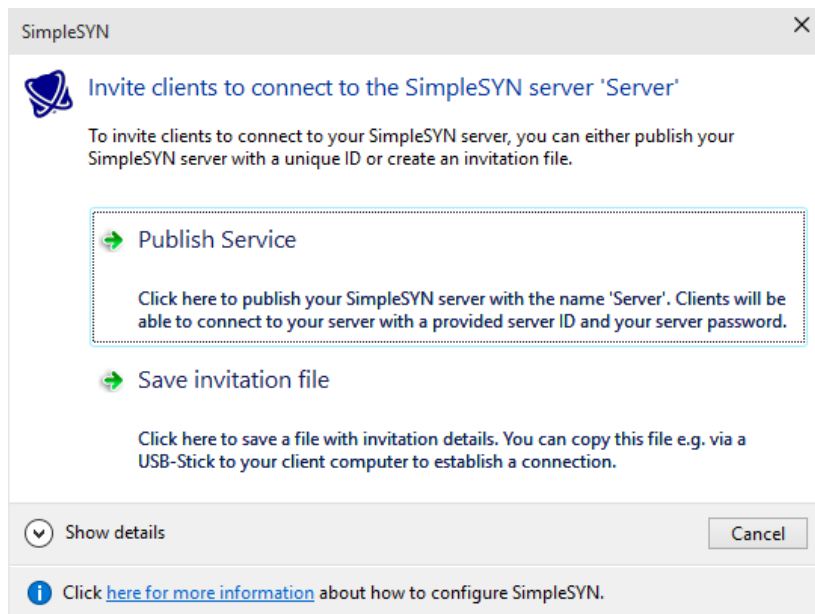 SimpleSYN
Invite clients to connect to the SimpleSYN server 'Server'
To invite clients to connect to your SimpleSYN server, you can either publish your
SimpleSYN server with a unique ID or create an invitation file.
Publish Service
Click here to publish your SimpleSYN server with the name 'Server'. Clients will be
able to connect to your server with a provided server ID and your server password.
Save invitation file
Click here to save a file with invitation details. You can copy this file e.g. via a
USB-Stick to your client computer to establish a connection.
Show details
Cancel
Click here for more information about how to configure SimpleSYN.